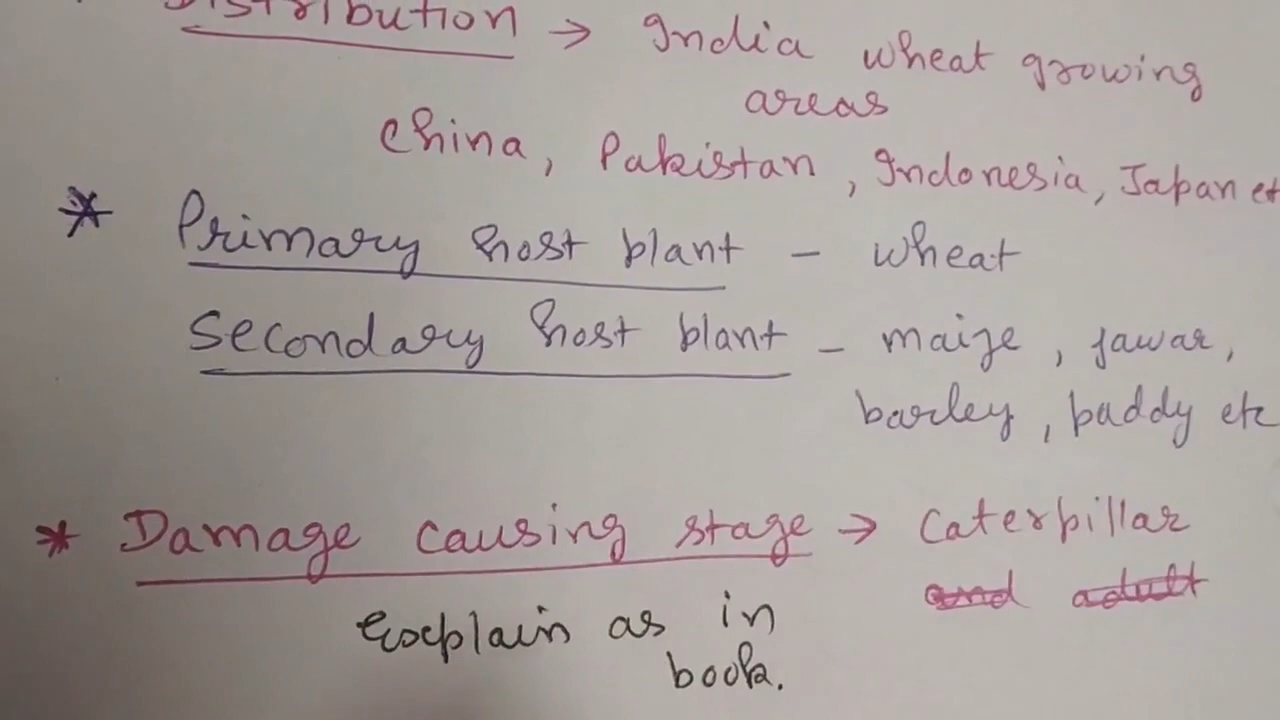 Distribution → India wheat growing
areas
China, Pakistan, Indonesia, Japan et
* Primary host plant - wheat
Secondary host plant - maize, jawar,
barley, paddy etc
* Damage causing stage → Caterpillar
and adult
Explain as in
book.